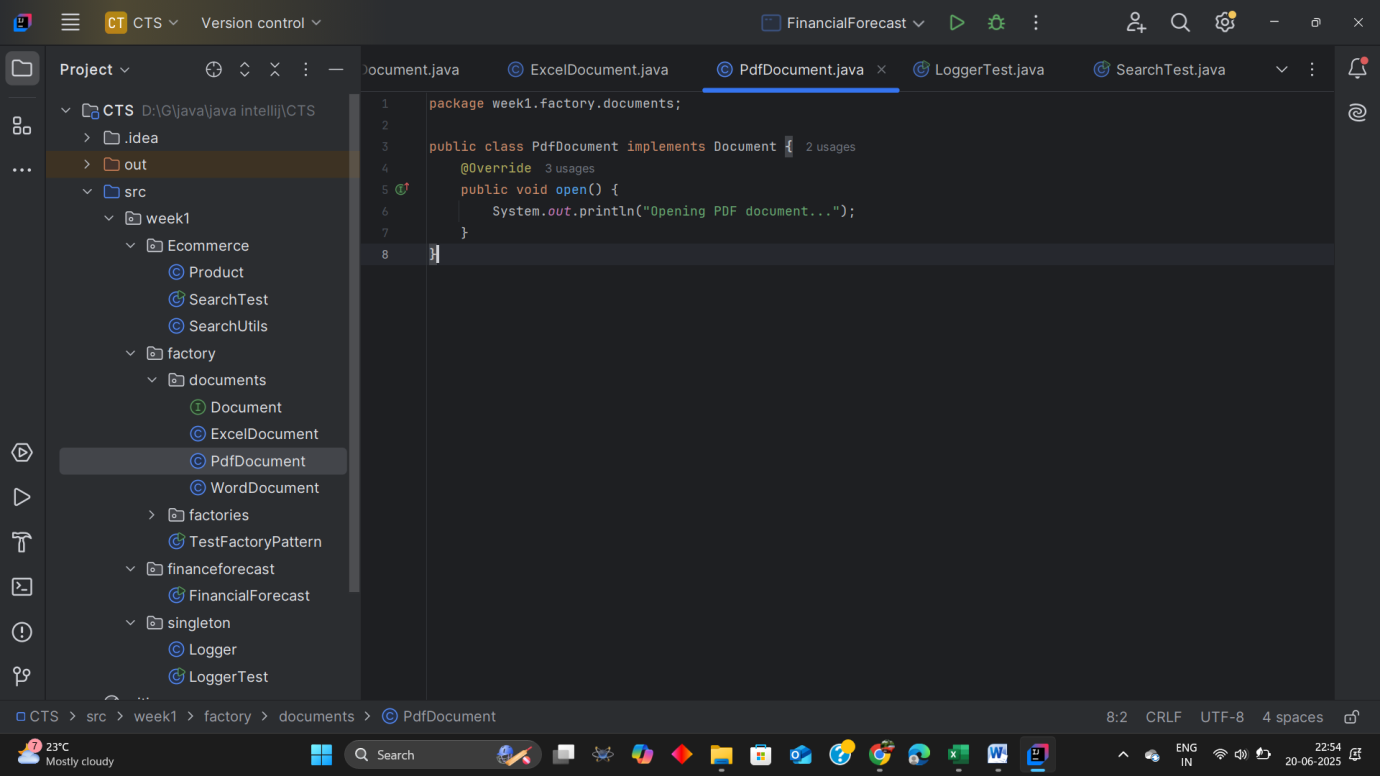 CT CTS Version control FinancialForecast
Project
ocument.java ExcelDocument.java PdfDocument.java LoggerTest.java SearchTest.java
CTS D:\G\java\java intellij\CTS
.idea
out
src
week1
Ecommerce
Product
SearchTest
SearchUtils
factory
documents
Document
ExcelDocument
PdfDocument
WordDocument
factories
TestFactoryPattern
financeforecast
FinancialForecast
singleton
Logger
LoggerTest
1 package week1.factory.documents;
2
3 public class PdfDocument implements Document { 2 usages
4 @Override 3 usages
5 public void open() {
6 System.out.println("Opening PDF document...");
7 }
8 }
CTS > src > week1 > factory > documents > PdfDocument
8:2 CRLF UTF-8 4 spaces
7 23°C
Mostly cloudy
Search
ENG
IN
22:54
20-06-2025